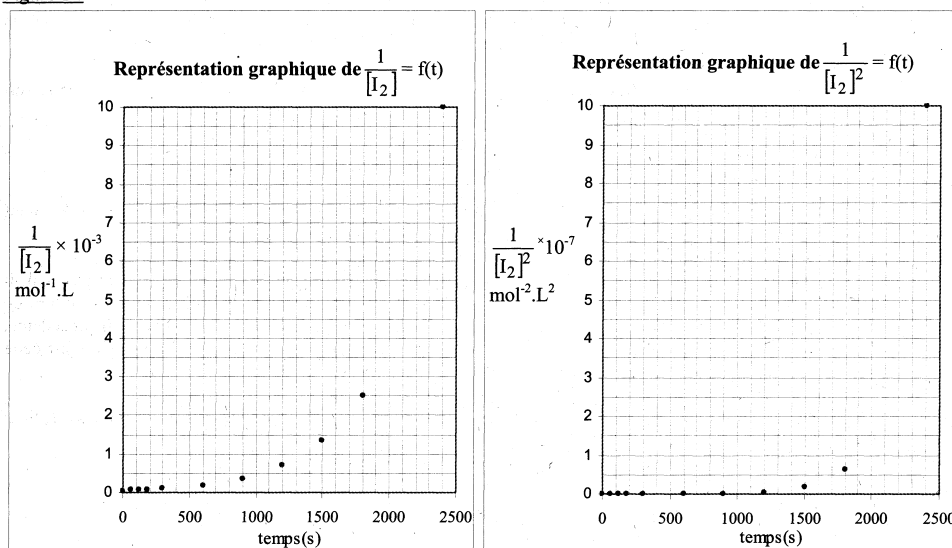 Représentation graphique de 1/[I₂] = f(t)
10
9
8
7
6
5
4
3
2
1
0
1/[I₂] × 10⁻³
mol⁻¹.L
0 500 1000 1500 2000 2500
temps(s)
Représentation graphique de 1/[I₂]² = f(t)
10
9
8
7
6
5
4
3
2
1
0
1/[I₂]² ×10⁻⁷
mol⁻².L²
0 500 1000 1500 2000 2500
temps(s)